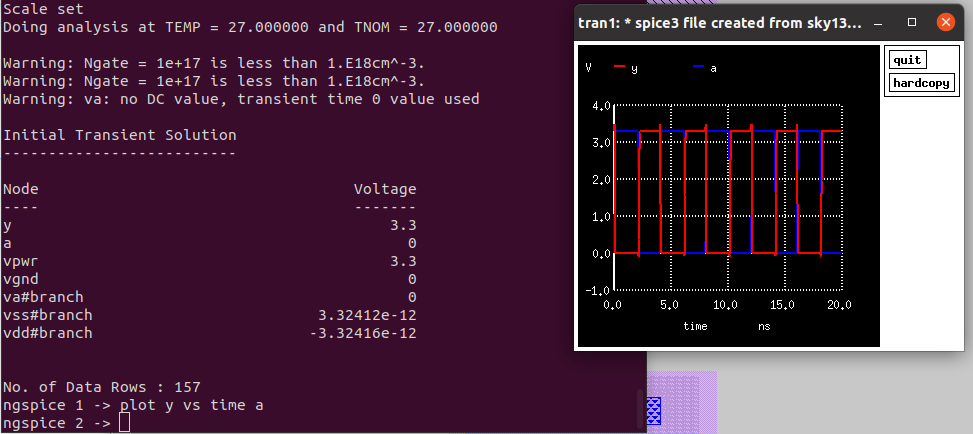 Scale set
Doing analysis at TEMP = 27.000000 and TNOM = 27.000000
Warning: Ngate = 1e+17 is less than 1.E18cm^-3.
Warning: Ngate = 1e+17 is less than 1.E18cm^-3.
Warning: va: no DC value, transient time 0 value used
Initial Transient Solution
--------------------------
Node Voltage
---- -------
y 3.3
a 0
vpwr 3.3
vgnd 0
va#branch 0
vss#branch 3.32412e-12
vdd#branch -3.32416e-12
No. of Data Rows : 157
ngspice 1 -> plot y vs time a
ngspice 2 ->
tran1: * spice3 file created from sky13...
quit
hardcopy
V y a
4.0
3.0
2.0
1.0
0.0
-1.0
0.0 5.0 10.0 15.0 20.0
time ns